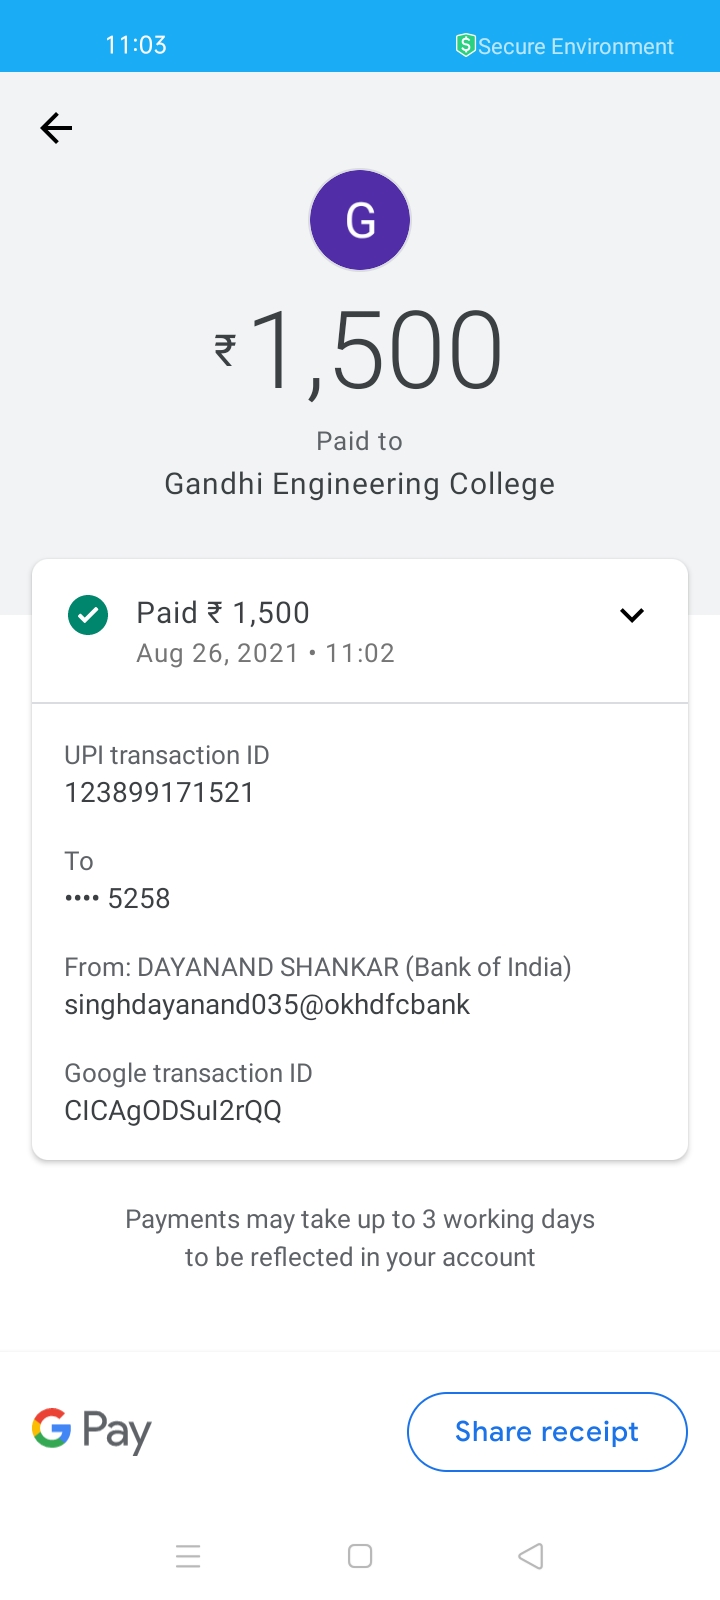 11:03
Secure Environment
G
₹1,500
Paid to
Gandhi Engineering College
Paid ₹ 1,500
Aug 26, 2021 • 11:02
UPI transaction ID
123899171521
To
•••• 5258
From: DAYANAND SHANKAR (Bank of India)
singhdayanand035@okhdfcbank
Google transaction ID
CICAgODSuI2rQQ
Payments may take up to 3 working days
to be reflected in your account
G Pay
Share receipt